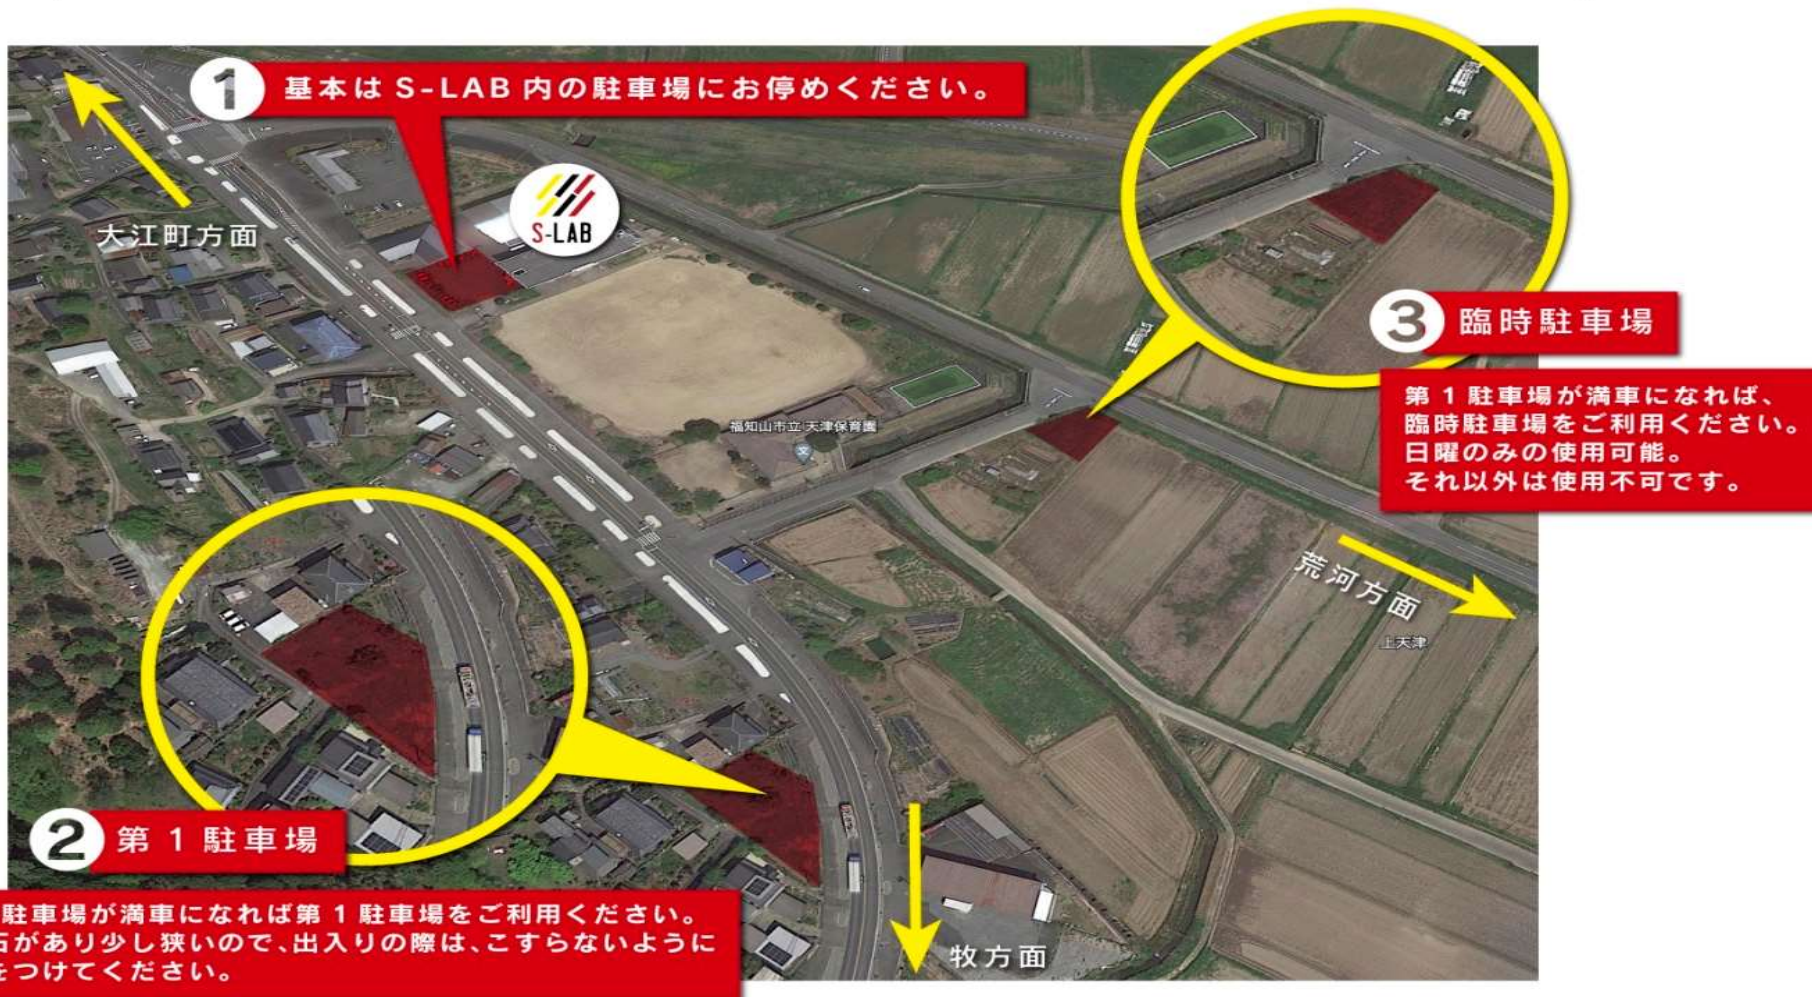 1 基本は S-LAB 内の駐車場にお停めください。
S-LAB
大江町方面
3 臨時駐車場
第 1 駐車場が満車になれば、
臨時駐車場をご利用ください。
日曜のみの使用可能。
それ以外は使用不可です。
福知山市立 天津保育園
荒河方面
上天津
2 第 1 駐車場
駐車場が満車になれば第 1 駐車場をご利用ください。
石があり少し狭いので、出入りの際は、こすらないように
をつけてください。
牧方面